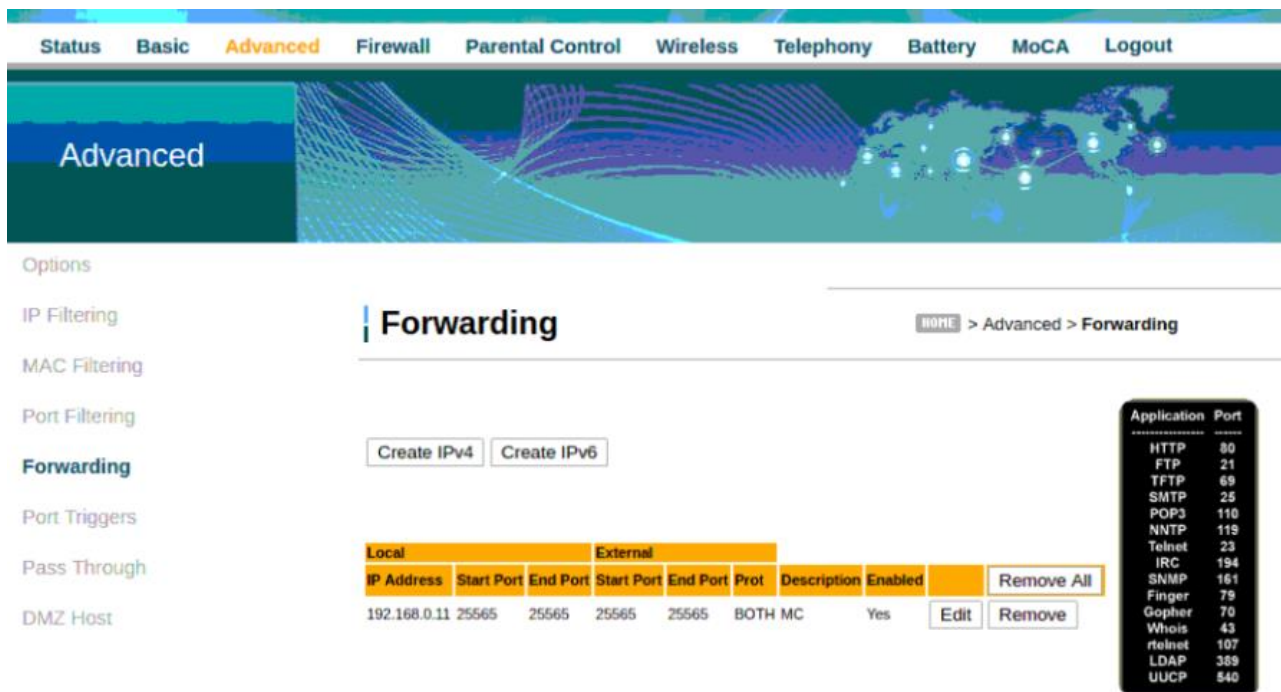 Status Basic Advanced Firewall Parental Control Wireless Telephony Battery MoCA Logout
Advanced
Options
IP Filtering
MAC Filtering
Port Filtering
Forwarding
Port Triggers
Pass Through
DMZ Host
Forwarding
HOME > Advanced > Forwarding
Create IPv4 Create IPv6
Local External
IP Address Start Port End Port Start Port End Port Prot Description Enabled Remove All
192.168.0.11 25565 25565 25565 25565 BOTH MC Yes Edit Remove
Application Port
---------------- ------
HTTP 80
FTP 21
TFTP 69
SMTP 25
POP3 110
NNTP 119
Telnet 23
IRC 194
SNMP 161
Finger 79
Gopher 70
Whois 43
rtelnet 107
LDAP 389
UUCP 540